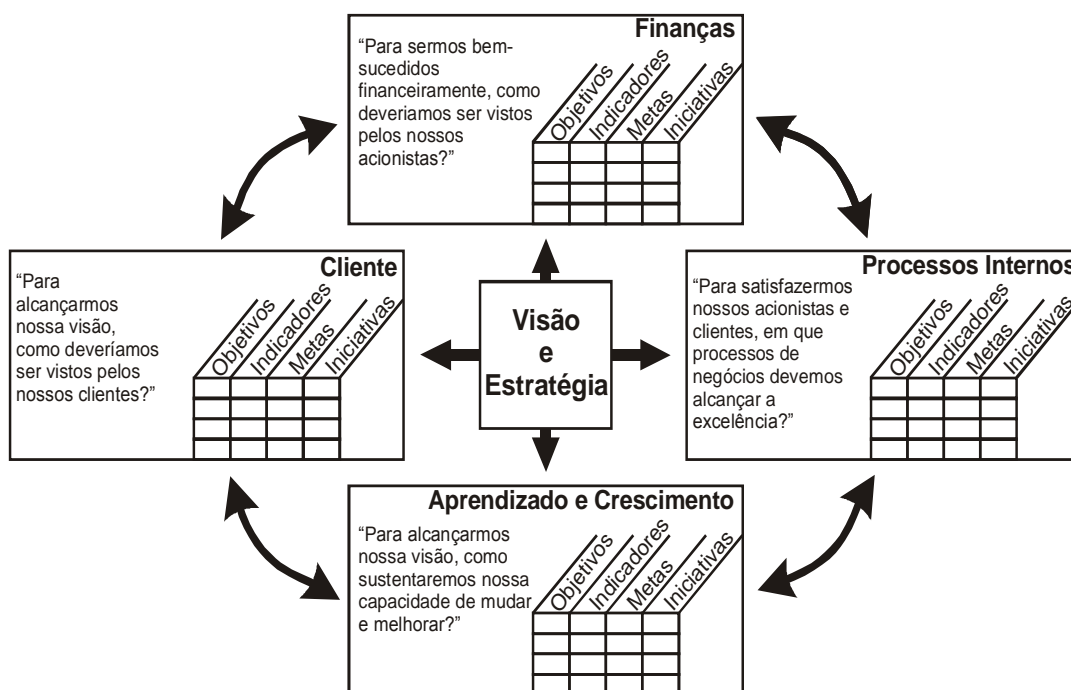 Finanças
“Para sermos bem-
sucedidos
financeiramente, como
deveriamos ser vistos
pelos nossos
acionistas?”
Objetivos
Indicadores
Metas
Iniciativas
Cliente
“Para
alcançarmos
nossa visão,
como deveríamos
ser vistos pelos
nossos clientes?”
Objetivos
Indicadores
Metas
Iniciativas
Visão
e
Estratégia
Processos Internos
“Para satisfazermos
nossos acionistas e
clientes, em que
processos de
negócios devemos
alcançar a
excelência?”
Objetivos
Indicadores
Metas
Iniciativas
Aprendizado e Crescimento
“Para alcançarmos
nossa visão, como
sustentaremos nossa
capacidade de mudar
e melhorar?”
Objetivos
Indicadores
Metas
Iniciativas